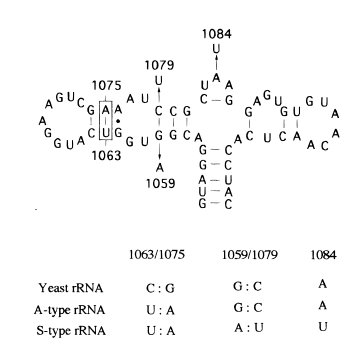 1084
U
1079
U
U A A
1075
A G U C G A A A U C C G C G A G U G U G U A
A A G U A C U G G U G G G A A C U C A A C A
1063
A
1059
G C
G C
A U
U A
G C
1063/1075 1059/1079 1084
Yeast rRNA C : G G : C A
A-type rRNA U : A G : C A
S-type rRNA U : A A : U U